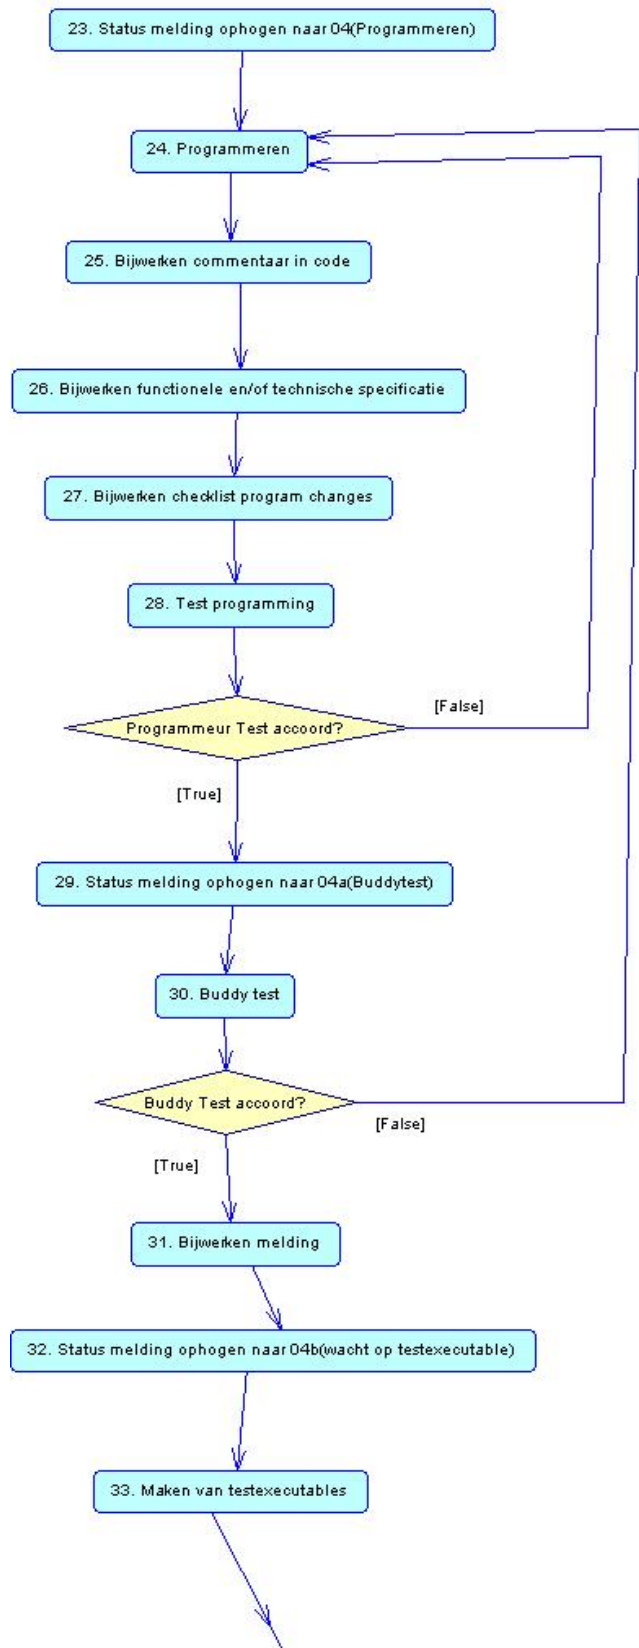 23. Status melding ophogen naar 04(Programmeren)
24. Programmeren
25. Bijwerken commentaar in code
26. Bijwerken functionele en/of technische specificatie
27. Bijwerken checklist program changes
28. Test programming
[False]
Programmeur Test accoord?
[True]
29. Status melding ophogen naar 04a(Buddytest)
30. Buddy test
Buddy Test accoord?
[False]
[True]
31. Bijwerken melding
32. Status melding ophogen naar 04b(wacht op testexecutable)
33. Maken van testexecutables